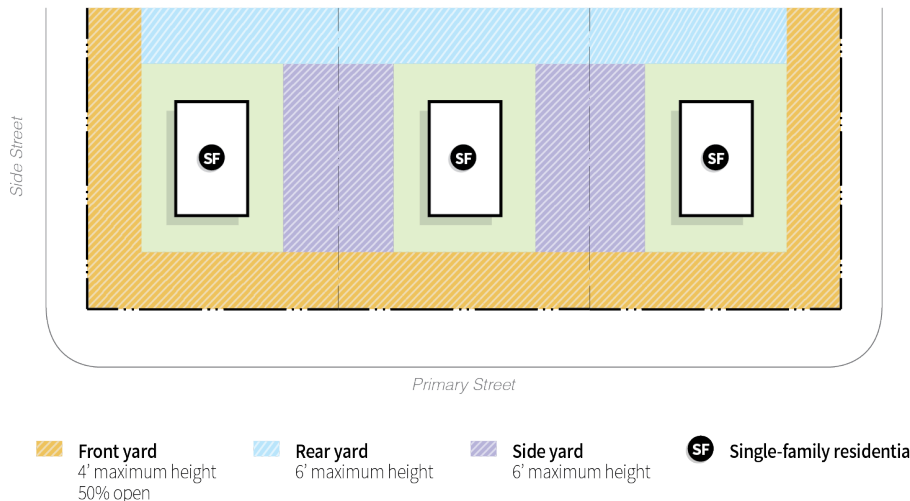 Side Street
SF
SF
SF
Primary Street
Front yard
4’ maximum height
50% open
Rear yard
6’ maximum height
Side yard
6’ maximum height
SF
Single-family residentia